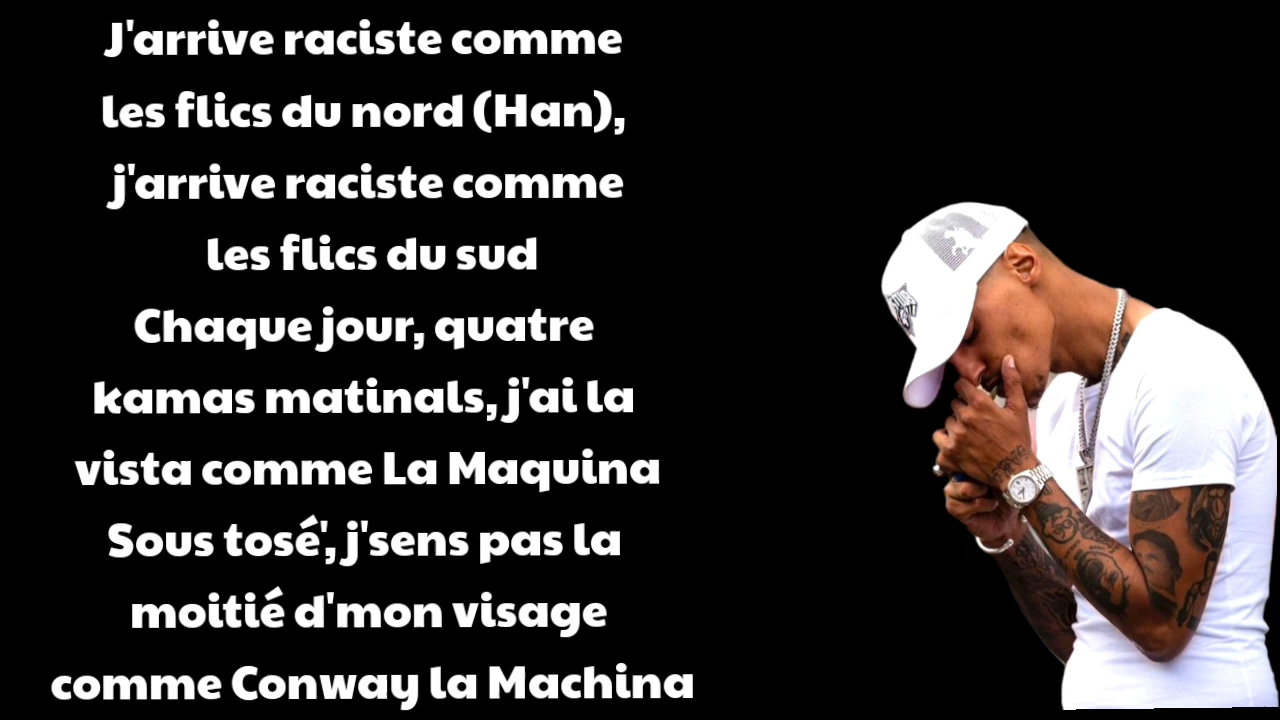 J'arrive raciste comme
les flics du nord (Han),
j'arrive raciste comme
les flics du sud
Chaque jour, quatre
kamas matinals, j'ai la
vista comme La Maquina
Sous tosé', j'sens pas la
moitié d'mon visage
comme Conway la Machina